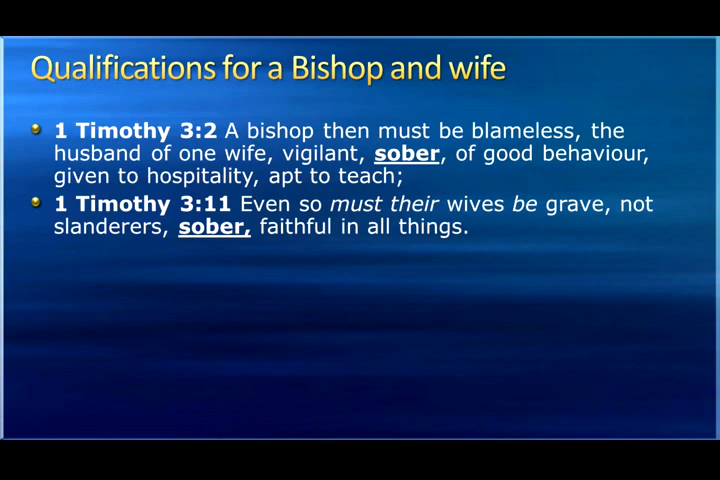 Qualifications for a Bishop and wife
1 Timothy 3:2 A bishop then must be blameless, the
husband of one wife, vigilant, sober, of good behaviour,
given to hospitality, apt to teach;
1 Timothy 3:11 Even so must their wives be grave, not
slanderers, sober, faithful in all things.